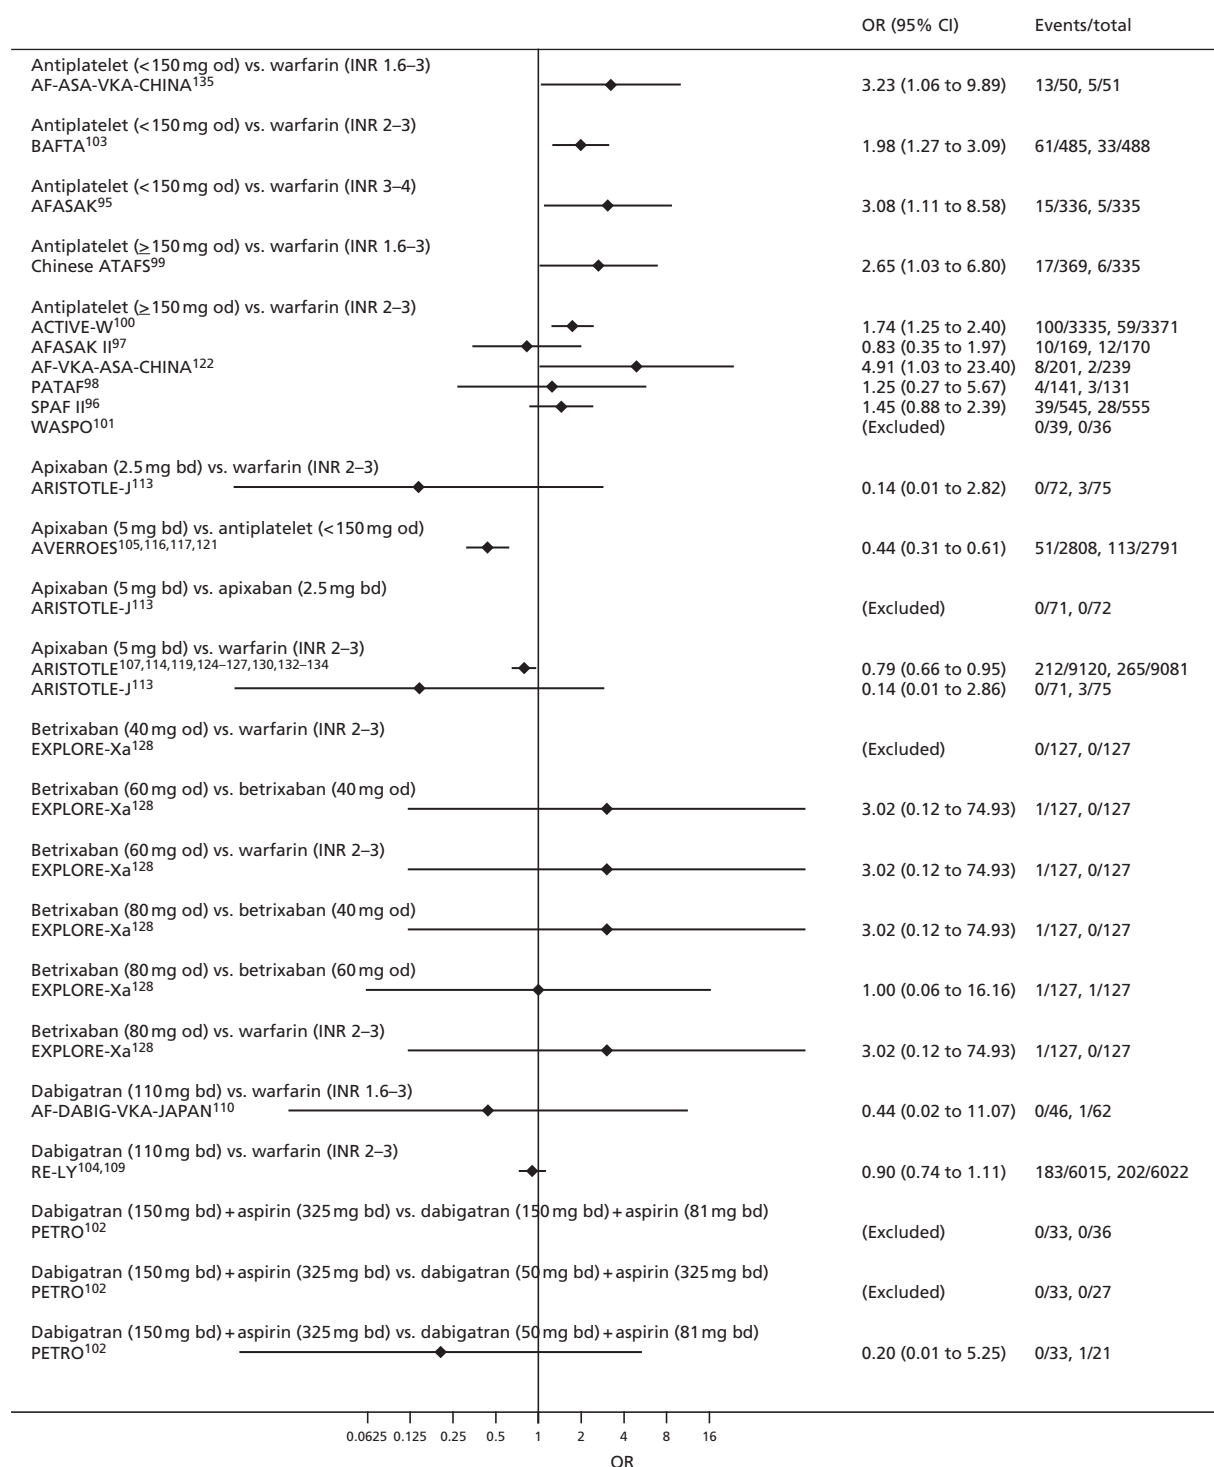 OR (95% CI) Events/total
Antiplatelet (<150 mg od) vs. warfarin (INR 1.6–3)
AF-ASA-VKA-CHINA135 3.23 (1.06 to 9.89) 13/50, 5/51
Antiplatelet (<150 mg od) vs. warfarin (INR 2–3)
BAFTA103 1.98 (1.27 to 3.09) 61/485, 33/488
Antiplatelet (<150 mg od) vs. warfarin (INR 3–4)
AFASAK95 3.08 (1.11 to 8.58) 15/336, 5/335
Antiplatelet (≥150 mg od) vs. warfarin (INR 1.6–3)
Chinese ATAFS99 2.65 (1.03 to 6.80) 17/369, 6/335
Antiplatelet (≥150 mg od) vs. warfarin (INR 2–3)
ACTIVE-W100 1.74 (1.25 to 2.40) 100/3335, 59/3371
AFASAK II97 0.83 (0.35 to 1.97) 10/169, 12/170
AF-VKA-ASA-CHINA122 4.91 (1.03 to 23.40) 8/201, 2/239
PATAF98 1.25 (0.27 to 5.67) 4/141, 3/131
SPAF II96 1.45 (0.88 to 2.39) 39/545, 28/555
WASPO101 (Excluded) 0/39, 0/36
Apixaban (2.5 mg bd) vs. warfarin (INR 2–3)
ARISTOTLE-J113 0.14 (0.01 to 2.82) 0/72, 3/75
Apixaban (5 mg bd) vs. antiplatelet (<150 mg od)
AVERROES105,116,117,121 0.44 (0.31 to 0.61) 51/2808, 113/2791
Apixaban (5 mg bd) vs. apixaban (2.5 mg bd)
ARISTOTLE-J113 (Excluded) 0/71, 0/72
Apixaban (5 mg bd) vs. warfarin (INR 2–3)
ARISTOTLE107,114,119,124–127,130,132–134 0.79 (0.66 to 0.95) 212/9120, 265/9081
ARISTOTLE-J113 0.14 (0.01 to 2.86) 0/71, 3/75
Betrixaban (40 mg od) vs. warfarin (INR 2–3)
EXPLORE-Xa128 (Excluded) 0/127, 0/127
Betrixaban (60 mg od) vs. betrixaban (40 mg od)
EXPLORE-Xa128 3.02 (0.12 to 74.93) 1/127, 0/127
Betrixaban (60 mg od) vs. warfarin (INR 2–3)
EXPLORE-Xa128 3.02 (0.12 to 74.93) 1/127, 0/127
Betrixaban (80 mg od) vs. betrixaban (40 mg od)
EXPLORE-Xa128 3.02 (0.12 to 74.93) 1/127, 0/127
Betrixaban (80 mg od) vs. betrixaban (60 mg od)
EXPLORE-Xa128 1.00 (0.06 to 16.16) 1/127, 1/127
Betrixaban (80 mg od) vs. warfarin (INR 2–3)
EXPLORE-Xa128 3.02 (0.12 to 74.93) 1/127, 0/127
Dabigatran (110 mg bd) vs. warfarin (INR 1.6–3)
AF-DABIG-VKA-JAPAN110 0.44 (0.02 to 11.07) 0/46, 1/62
Dabigatran (110 mg bd) vs. warfarin (INR 2–3)
RE-LY104,109 0.90 (0.74 to 1.11) 183/6015, 202/6022
Dabigatran (150 mg bd) + aspirin (325 mg bd) vs. dabigatran (150 mg bd) + aspirin (81 mg bd)
PETRO102 (Excluded) 0/33, 0/36
Dabigatran (150 mg bd) + aspirin (325 mg bd) vs. dabigatran (50 mg bd) + aspirin (325 mg bd)
PETRO102 (Excluded) 0/33, 0/27
Dabigatran (150 mg bd) + aspirin (325 mg bd) vs. dabigatran (50 mg bd) + aspirin (81 mg bd)
PETRO102 0.20 (0.01 to 5.25) 0/33, 1/21
0.0625 0.125 0.25 0.5 1 2 4 8 16
OR